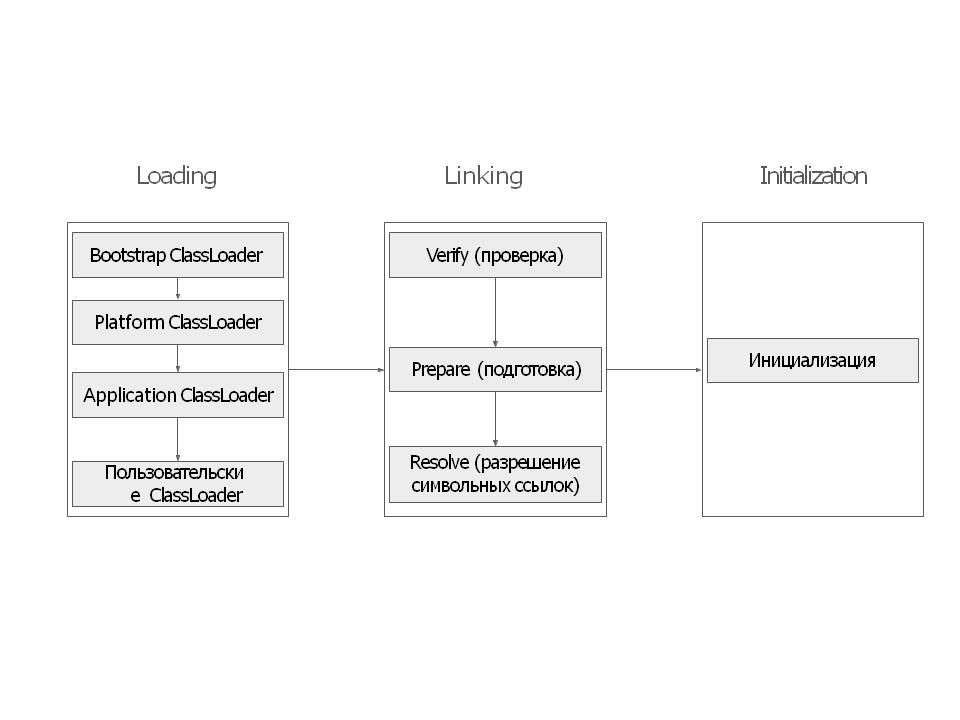 Loading
Linking
Initialization
Bootstrap ClassLoader
Platform ClassLoader
Application ClassLoader
Пользовательски
е ClassLoader
Verify (проверка)
Prepare (подготовка)
Resolve (разрешение
символьных ссылок)
Инициализация